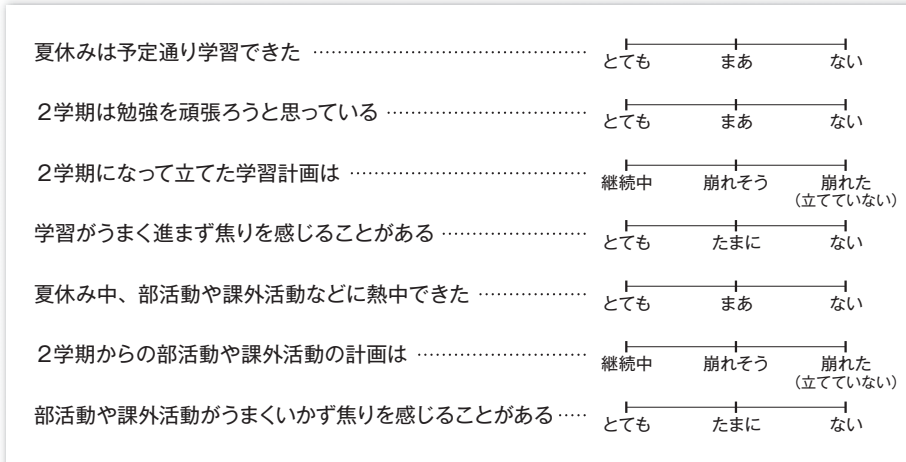 夏休みは予定通り学習できた ……………………………………
とても まあ ない
２学期は勉強を頑張ろうと思っている …………………………
とても まあ ない
２学期になって立てた学習計画は ………………………………
継続中 崩れそう 崩れた
（立てていない）
学習がうまく進まず焦りを感じることがある …………………
とても たまに ない
夏休み中、部活動や課外活動などに熱中できた ………………
とても まあ ない
２学期からの部活動や課外活動の計画は ………………………
継続中 崩れそう 崩れた
（立てていない）
部活動や課外活動がうまくいかず焦りを感じることがある ……
とても たまに ない